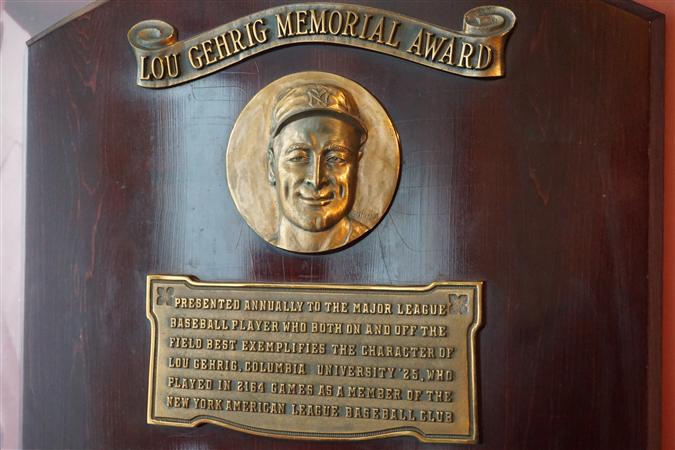 LOU GEHRIG MEMORIAL AWARD
NY
PRESENTED ANNUALLY TO THE MAJOR LEAGUE
BASEBALL PLAYER WHO BOTH ON AND OFF THE
FIELD BEST EXEMPLIFIES THE CHARACTER OF
LOU GEHRIG, COLUMBIA UNIVERSITY '25, WHO
PLAYED IN 2164 GAMES AS A MEMBER OF THE
NEW YORK AMERICAN LEAGUE BASEBALL CLUB